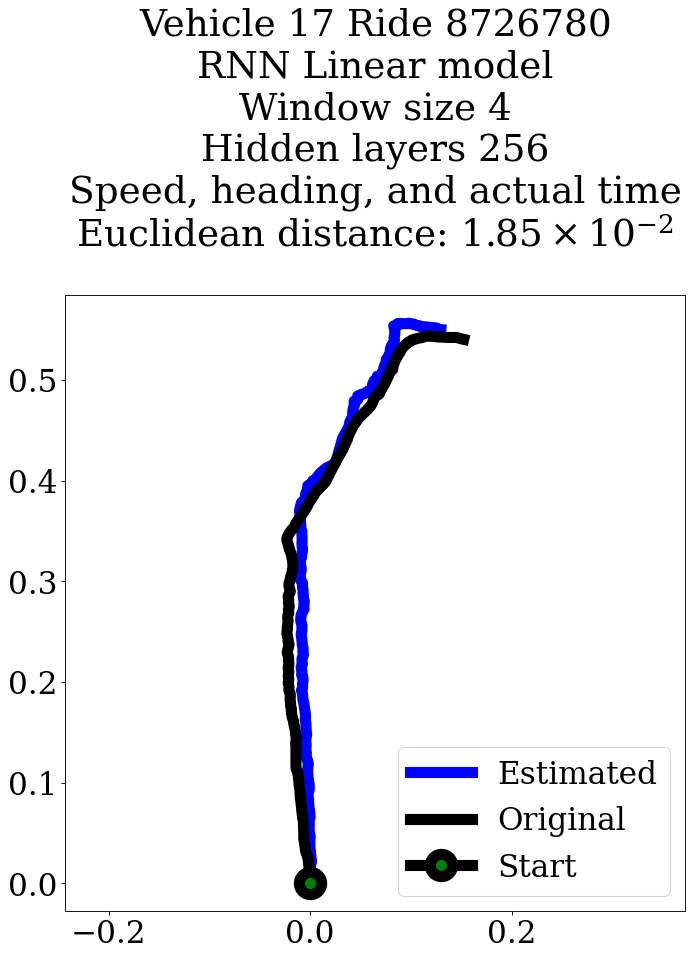 Vehicle 17 Ride 8726780
RNN Linear model
Window size 4
Hidden layers 256
Speed, heading, and actual time
Euclidean distance: 1.85 × 10⁻²
0.5
0.4
0.3
0.2
0.1
0.0
Estimated
Original
Start
−0.2 0.0 0.2